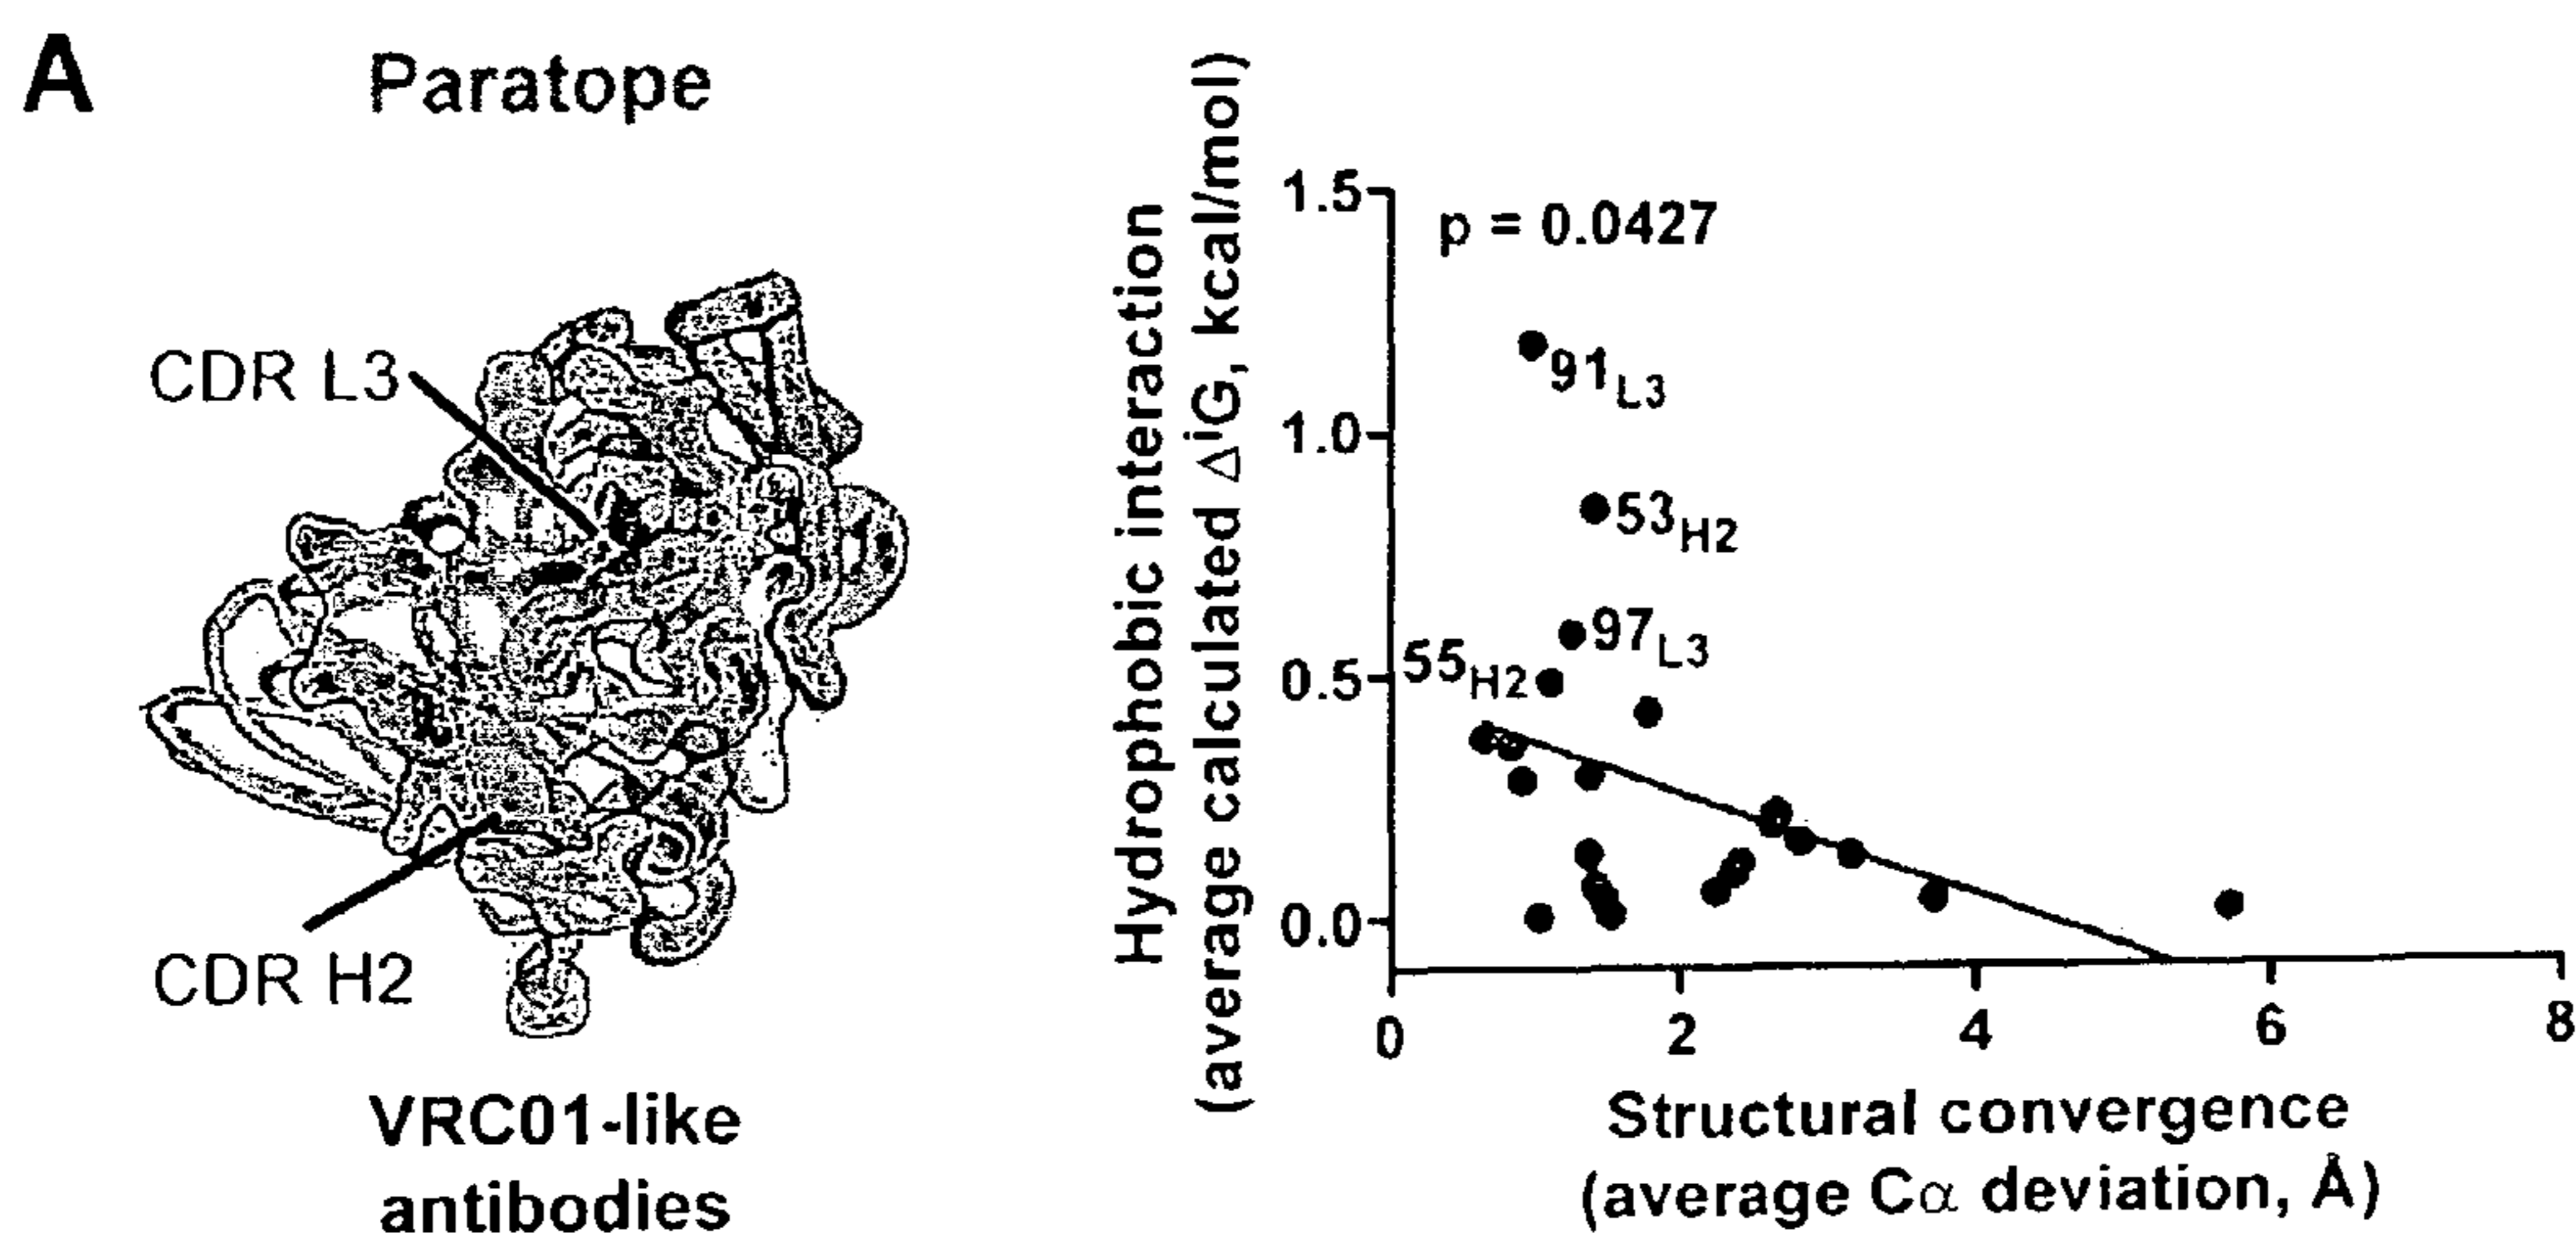 A
Paratope
CDR L3
CDR H2
VRC01-like
antibodies
Hydrophobic interaction
(average calculated ΔⁱG, kcal/mol)
1.5
1.0
0.5
0.0
p = 0.0427
91L3
53H2
97L3
55H2
0
2
4
6
8
Structural convergence
(average Cα deviation, Å)